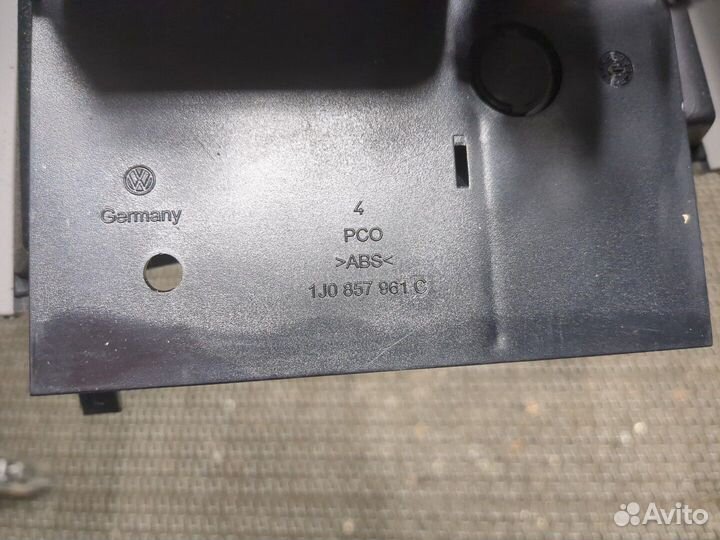 Germany
4
PCO
>ABS<
1J0 857 961 C
Avito